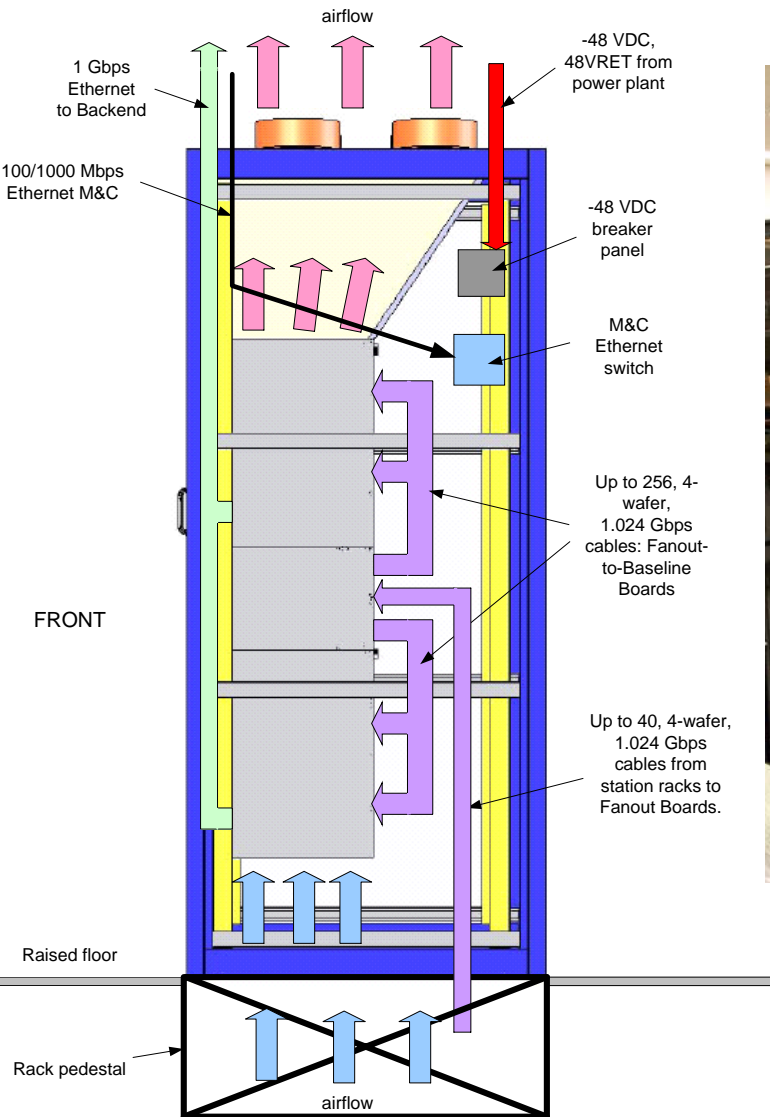 airflow
1 Gbps
Ethernet
to Backend
-48 VDC,
48VRET from
power plant
100/1000 Mbps
Ethernet M&C
-48 VDC
breaker
panel
M&C
Ethernet
switch
Up to 256, 4-
wafer,
1.024 Gbps
cables: Fanout-
to-Baseline
Boards
FRONT
Up to 40, 4-wafer,
1.024 Gbps
cables from
station racks to
Fanout Boards.
Raised floor
Rack pedestal
airflow